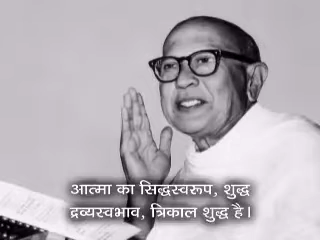 आत्मा का सिद्धस्वरूप, शुद्ध
द्रव्यस्वभाव, त्रिकाल शुद्ध है।